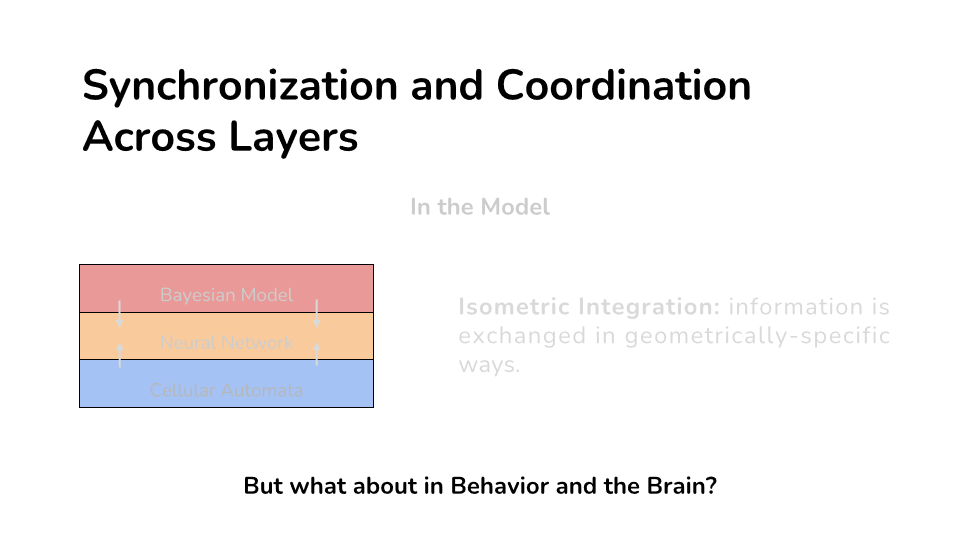 Synchronization and Coordination
Across Layers
In the Model
Bayesian Model
Neural Network
Cellular Automata
Isometric Integration: information is
exchanged in geometrically-specific
ways.
But what about in Behavior and the Brain?